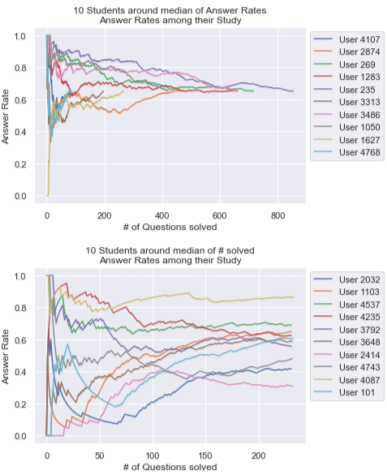 10 Students around median of Answer Rates
Answer Rates among their Study
1.0
0.8
0.6
0.4
0.2
0.0
Answer Rate
0
200
400
600
800
# of Questions solved
User 4107
User 2874
User 269
User 1283
User 235
User 3313
User 3486
User 1050
User 1627
User 4768
10 Students around median of # solved
Answer Rates among their Study
1.0
0.8
0.6
0.4
0.2
0.0
Answer Rate
0
50
100
150
200
# of Questions solved
User 2032
User 1103
User 4537
User 4235
User 3792
User 3648
User 2414
User 4743
User 4087
User 101